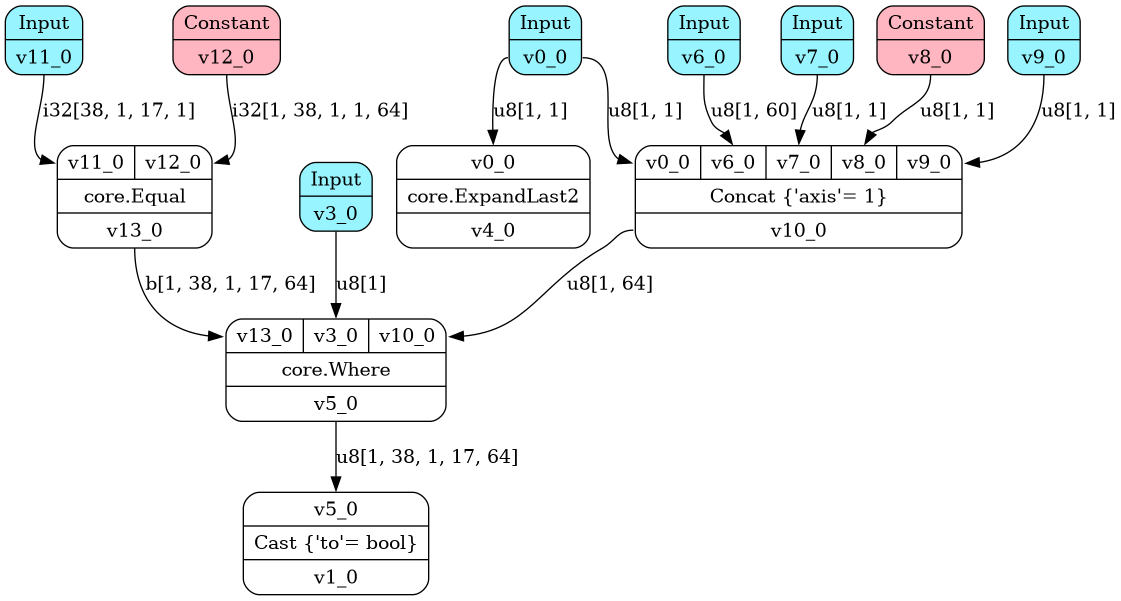 Input
v11_0
Constant
v12_0
Input
v0_0
Input
v6_0
Input
v7_0
Constant
v8_0
Input
v9_0
i32[38, 1, 17, 1]
i32[1, 38, 1, 1, 64]
u8[1, 1]
u8[1, 1]
u8[1, 60]
u8[1, 1]
u8[1, 1]
u8[1, 1]
v11_0 v12_0
core.Equal
v13_0
Input
v3_0
v0_0
core.ExpandLast2
v4_0
v0_0 v6_0 v7_0 v8_0 v9_0
Concat {'axis'= 1}
v10_0
b[1, 38, 1, 17, 64]
u8[1]
u8[1, 64]
v13_0 v3_0 v10_0
core.Where
v5_0
u8[1, 38, 1, 17, 64]
v5_0
Cast {'to'= bool}
v1_0